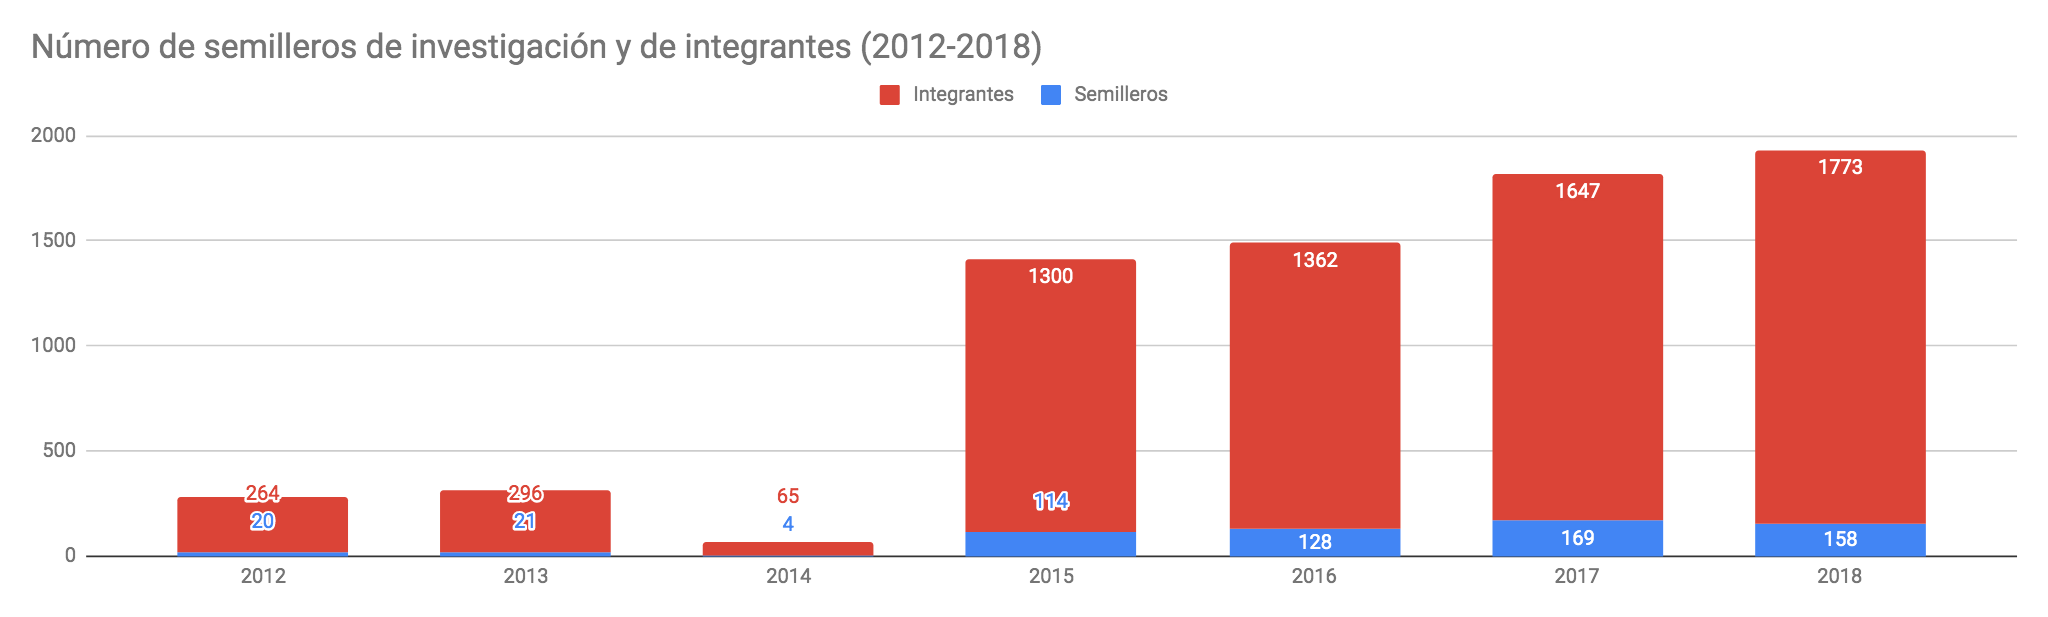 Número de semilleros de investigación y de integrantes (2012-2018)
Integrantes Semilleros
2000
1773
1647
1500
1300
1362
1000
500
264 296 65
114
20 21 4
128 169 158
0
2012 2013 2014 2015 2016 2017 2018